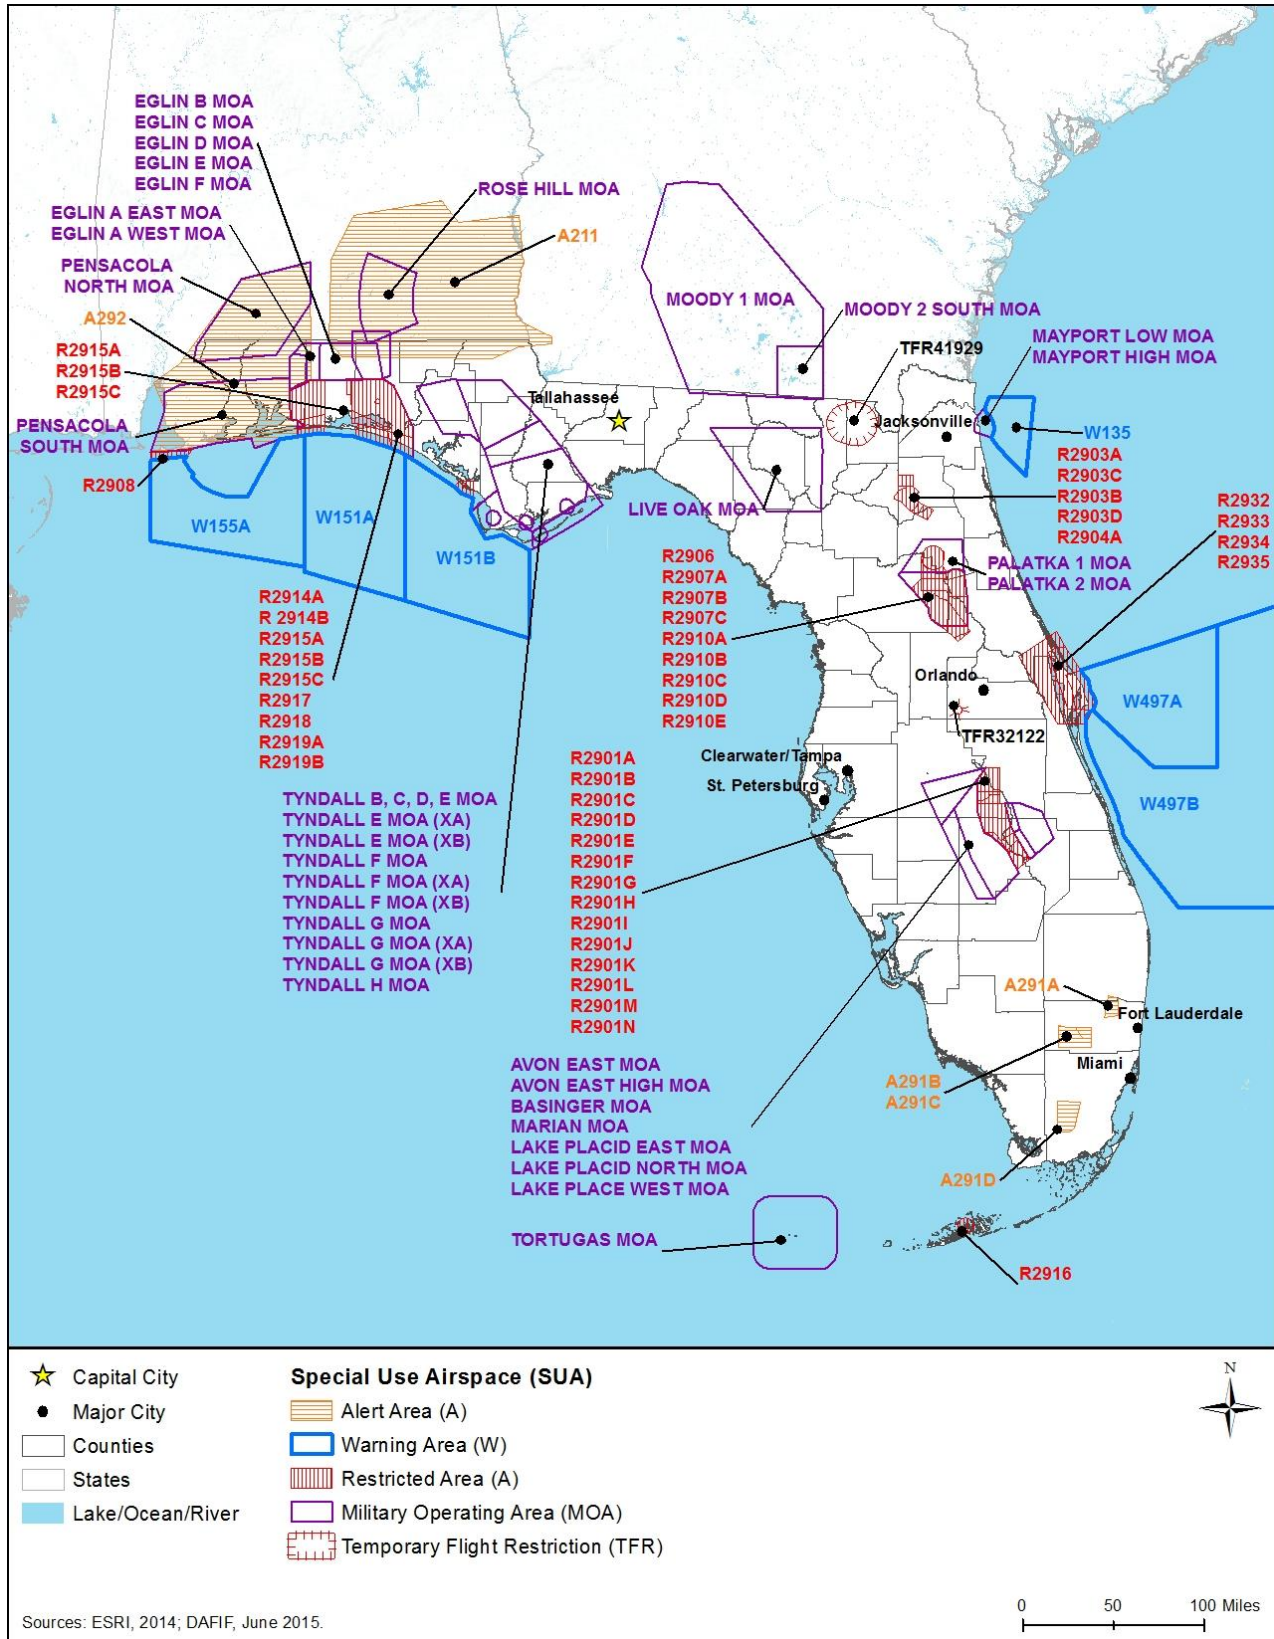 EGLIN B MOA
EGLIN C MOA
EGLIN D MOA
EGLIN E MOA
EGLIN F MOA
ROSE HILL MOA
EGLIN A EAST MOA
EGLIN A WEST MOA
A211
PENSACOLA
NORTH MOA
A292
R2915A
R2915B
R2915C
PENSACOLA
SOUTH MOA
R2908
MOODY 1 MOA
MOODY 2 SOUTH MOA
TFR41929
MAYPORT LOW MOA
MAYPORT HIGH MOA
Tallahassee
Jacksonville
W135
R2903A
R2903C
R2903B
R2903D
R2904A
R2932
R2933
R2934
R2935
LIVE OAK MOA
W155A
W151A
W151B
PALATKA 1 MOA
PALATKA 2 MOA
R2906
R2907A
R2907B
R2907C
R2910A
R2910B
R2910C
R2910D
R2910E
R2914A
R 2914B
R2915A
R2915B
R2915C
R2917
R2918
R2919A
R2919B
Orlando
TFR32122
W497A
W497B
Clearwater/Tampa
St. Petersburg
R2901A
R2901B
R2901C
R2901D
R2901E
R2901F
R2901G
R2901H
R2901I
R2901J
R2901K
R2901L
R2901M
R2901N
TYNDALL B, C, D, E MOA
TYNDALL E MOA (XA)
TYNDALL E MOA (XB)
TYNDALL F MOA
TYNDALL F MOA (XA)
TYNDALL F MOA (XB)
TYNDALL G MOA
TYNDALL G MOA (XA)
TYNDALL G MOA (XB)
TYNDALL H MOA
A291A
Fort Lauderdale
Miami
A291B
A291C
A291D
AVON EAST MOA
AVON EAST HIGH MOA
BASINGER MOA
MARIAN MOA
LAKE PLACID EAST MOA
LAKE PLACID NORTH MOA
LAKE PLACE WEST MOA
TORTUGAS MOA
R2916
Capital City
Major City
Counties
States
Lake/Ocean/River
Special Use Airspace (SUA)
Alert Area (A)
Warning Area (W)
Restricted Area (A)
Military Operating Area (MOA)
Temporary Flight Restriction (TFR)
N
0 50 100 Miles
Sources: ESRI, 2014; DAFIF, June 2015.